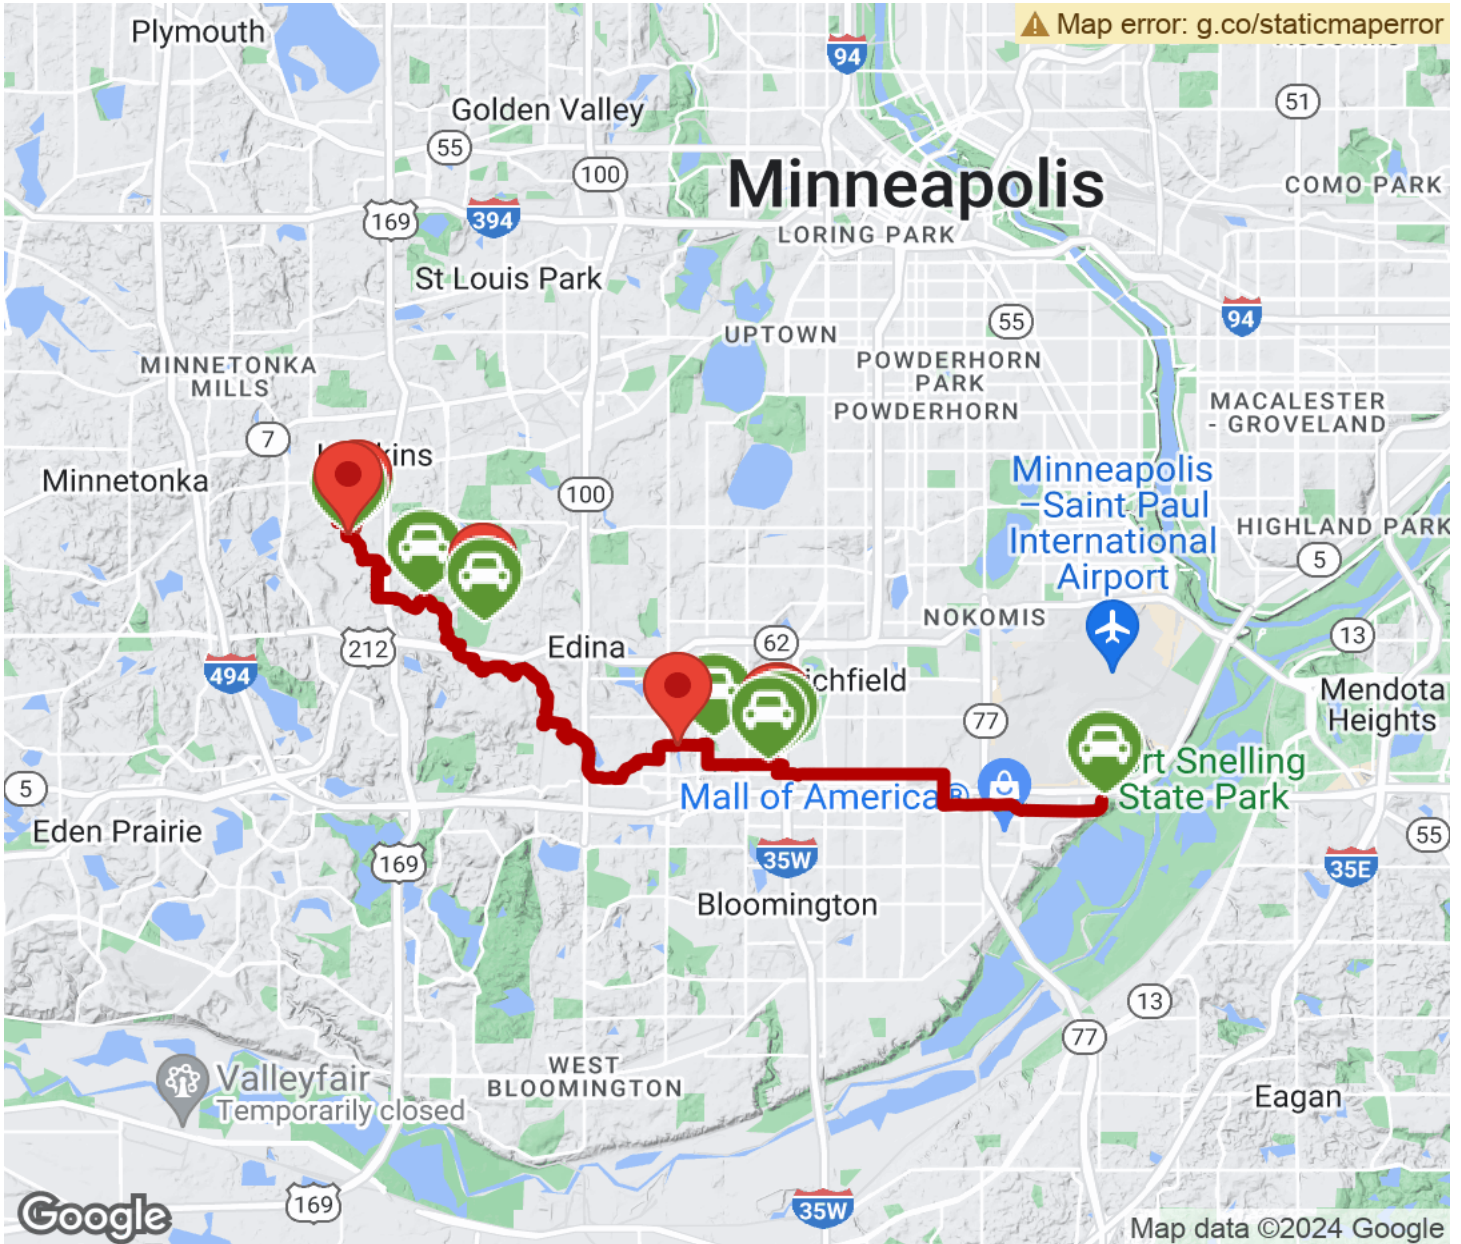 Plymouth
Map error: g.co/staticmaperror
94
51
Golden Valley
55
100
Minneapolis
COMO PARK
169
394
LORING PARK
St Louis Park
94
55
UPTOWN
MINNETONKA
MILLS
POWDERHORN
PARK
POWDERHORN
MACALESTER
- GROVELAND
7
kins
Minnetonka
100
Minneapolis
–Saint Paul
International
Airport
HIGHLAND PARK
5
NOKOMIS
13
212
Edina
62
494
ichfield
77
Mendota
Heights
rt Snelling
State Park
5
Mall of America®
Eden Prairie
55
169
35W
35E
Bloomington
13
77
WEST
BLOOMINGTON
Valleyfair
Temporarily closed
Eagan
169
35W
Google
Map data ©2024 Google